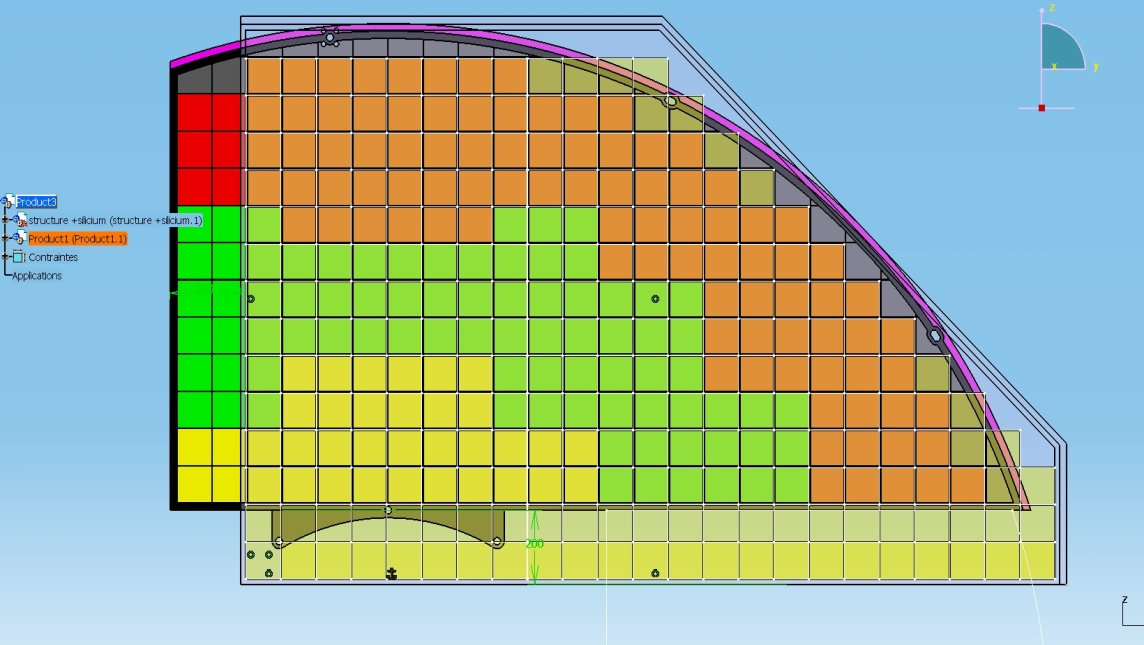 z
x
y
Product3
structure +silicium (structure +silicium.1)
Product1 (Product1.1)
Contraintes
Applications
200
z